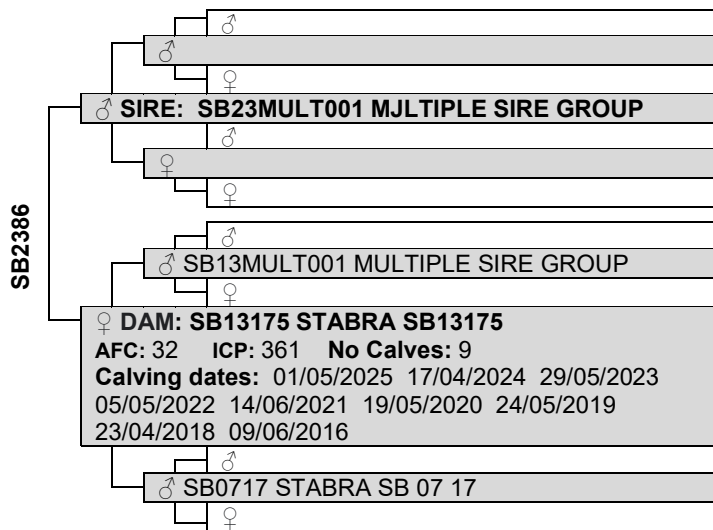 ♂
♂
♀
♂ SIRE: SB23MULT001 MJLTIPLE SIRE GROUP
♂
♀
♀
SB2386
♂
♂ SB13MULT001 MULTIPLE SIRE GROUP
♀
♀ DAM: SB13175 STABRA SB13175
AFC: 32 ICP: 361 No Calves: 9
Calving dates: 01/05/2025 17/04/2024 29/05/2023
05/05/2022 14/06/2021 19/05/2020 24/05/2019
23/04/2018 09/06/2016
♂
♂ SB0717 STABRA SB 07 17
♀